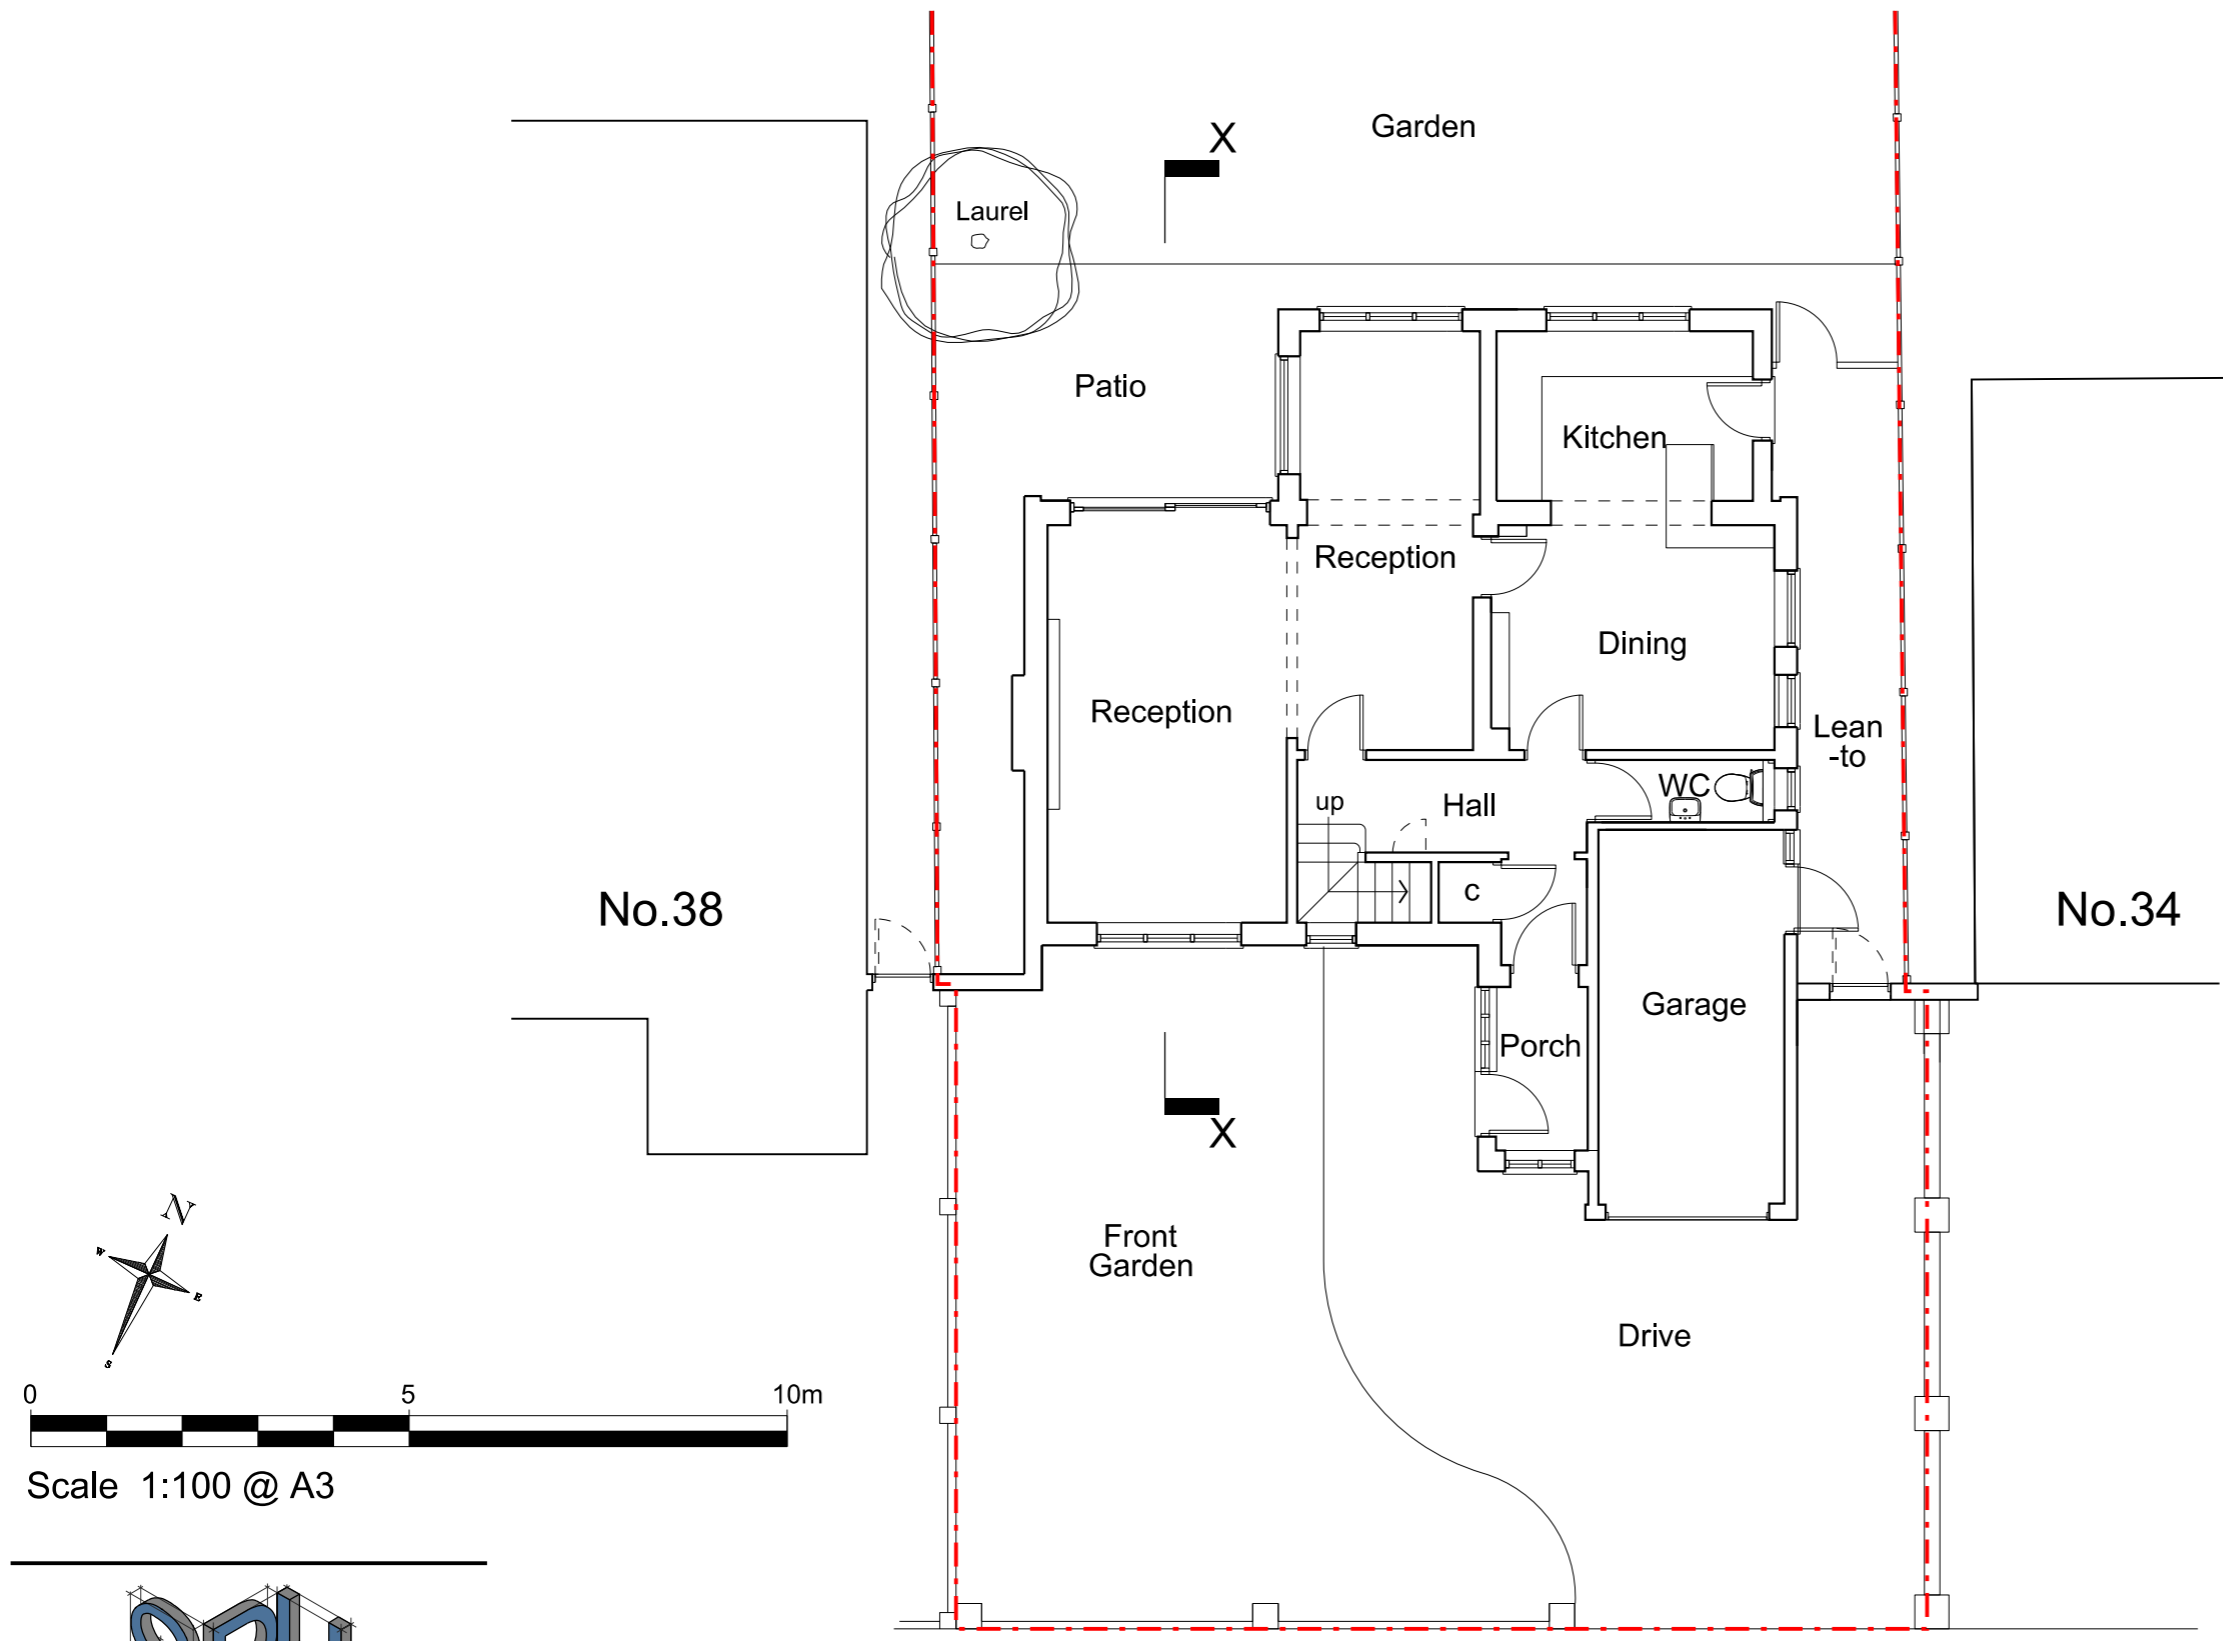 X
Garden
Laurel
Patio
Kitchen
Reception
Dining
Reception
Lean
-to
WC
up
Hall
c
No.38
No.34
Garage
Porch
X
N
W
E
S
Front
Garden
Drive
0 5 10m
Scale 1:100 @ A3